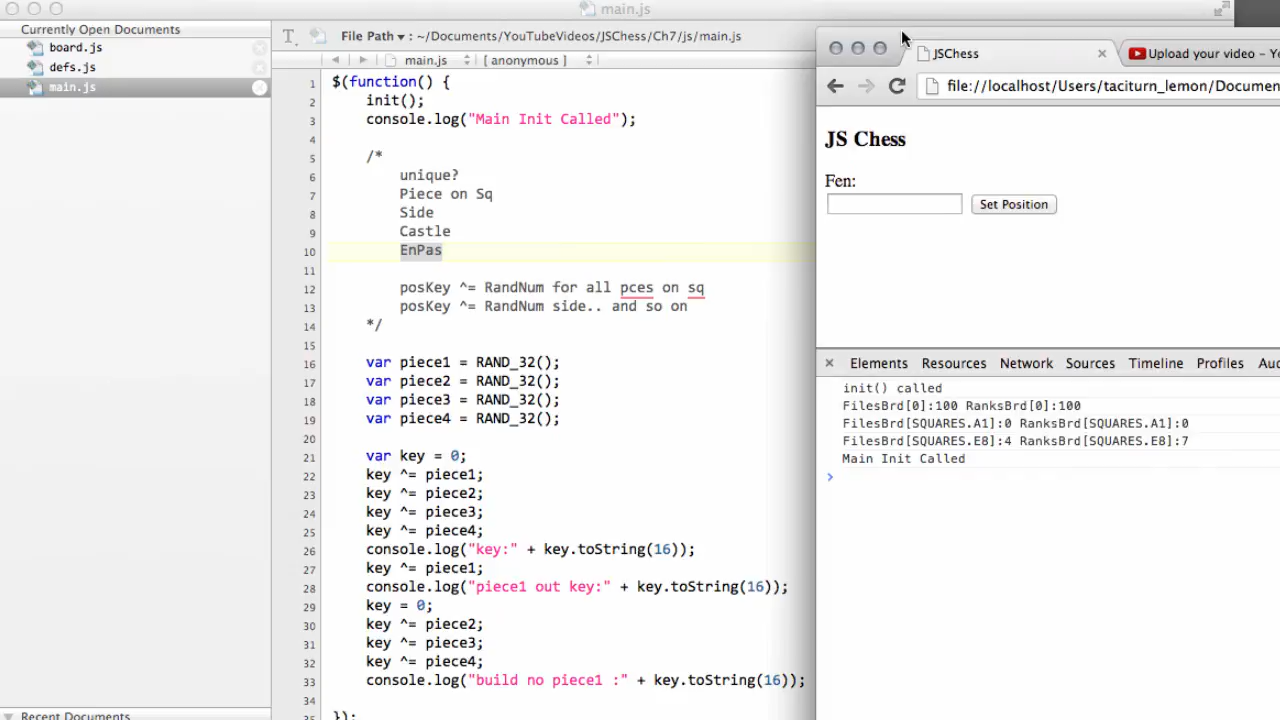 main.js
Currently Open Documents
board.js
defs.js
main.js
File Path ▾ : ~/Documents/YouTubeVideos/JSChess/Ch7/js/main.js
main.js [ anonymous ]
1 $(function() {
2 init();
3 console.log("Main Init Called");
4
5 /*
6 unique?
7 Piece on Sq
8 Side
9 Castle
10 EnPas
11
12 posKey ^= RandNum for all pces on sq
13 posKey ^= RandNum side.. and so on
14 */
15
16 var piece1 = RAND_32();
17 var piece2 = RAND_32();
18 var piece3 = RAND_32();
19 var piece4 = RAND_32();
20
21 var key = 0;
22 key ^= piece1;
23 key ^= piece2;
24 key ^= piece3;
25 key ^= piece4;
26 console.log("key:" + key.toString(16));
27 key ^= piece1;
28 console.log("piece1 out key:" + key.toString(16));
29 key = 0;
30 key ^= piece2;
31 key ^= piece3;
32 key ^= piece4;
33 console.log("build no piece1 :" + key.toString(16));
34
35 });
Recent Documents
JSChess
Upload your video - Yo
file://localhost/Users/taciturn_lemon/Documen
JS Chess
Fen:
Set Position
Elements Resources Network Sources Timeline Profiles Aud
init() called
FilesBrd[0]:100 RanksBrd[0]:100
FilesBrd[SQUARES.A1]:0 RanksBrd[SQUARES.A1]:0
FilesBrd[SQUARES.E8]:4 RanksBrd[SQUARES.E8]:7
Main Init Called